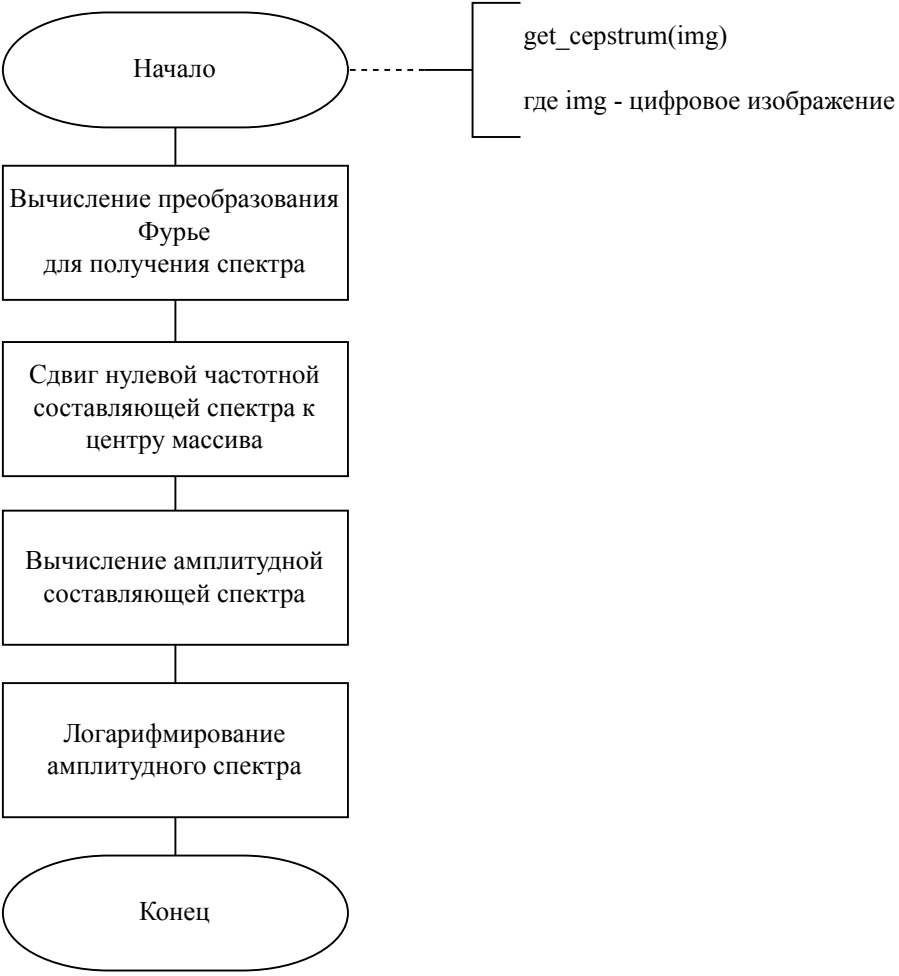 Начало
get_cepstrum(img)
где img - цифровое изображение
Вычисление преобразования
Фурье
для получения спектра
Сдвиг нулевой частотной
составляющей спектра к
центру массива
Вычисление амплитудной
составляющей спектра
Логарифмирование
амплитудного спектра
Конец